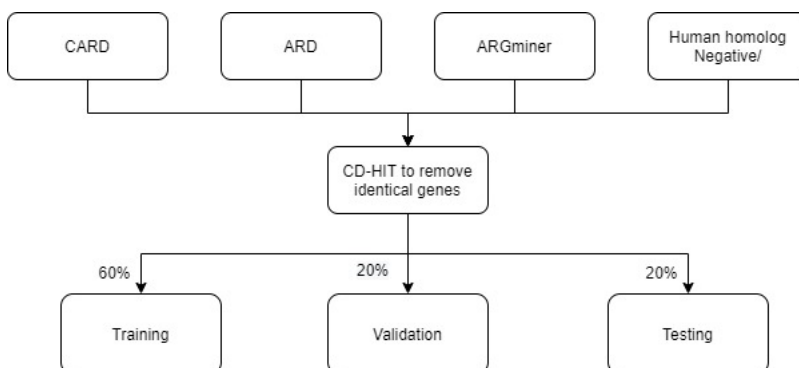 CARD
ARD
ARGminer
Human homolog
Negative/
CD-HIT to remove
identical genes
60%
20%
20%
Training
Validation
Testing